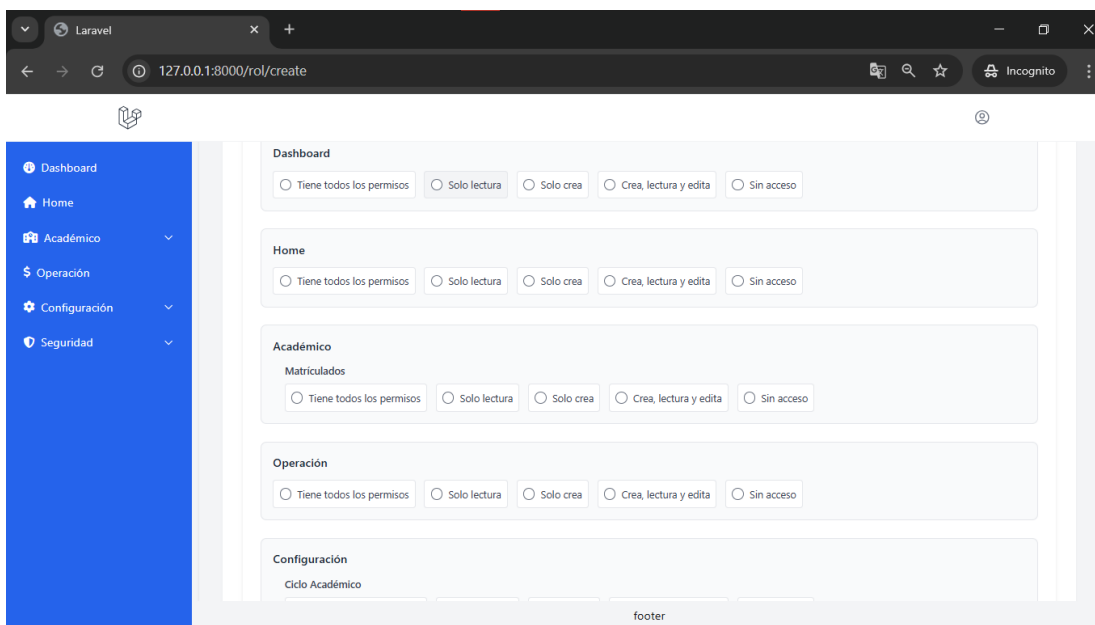 Laravel
127.0.0.1:8000/rol/create
Incognito
Dashboard
Home
Académico
Operación
Configuración
Seguridad
Dashboard
Tiene todos los permisos Solo lectura Solo crea Crea, lectura y edita Sin acceso
Home
Tiene todos los permisos Solo lectura Solo crea Crea, lectura y edita Sin acceso
Académico
Matriculados
Tiene todos los permisos Solo lectura Solo crea Crea, lectura y edita Sin acceso
Operación
Tiene todos los permisos Solo lectura Solo crea Crea, lectura y edita Sin acceso
Configuración
Ciclo Académico
footer